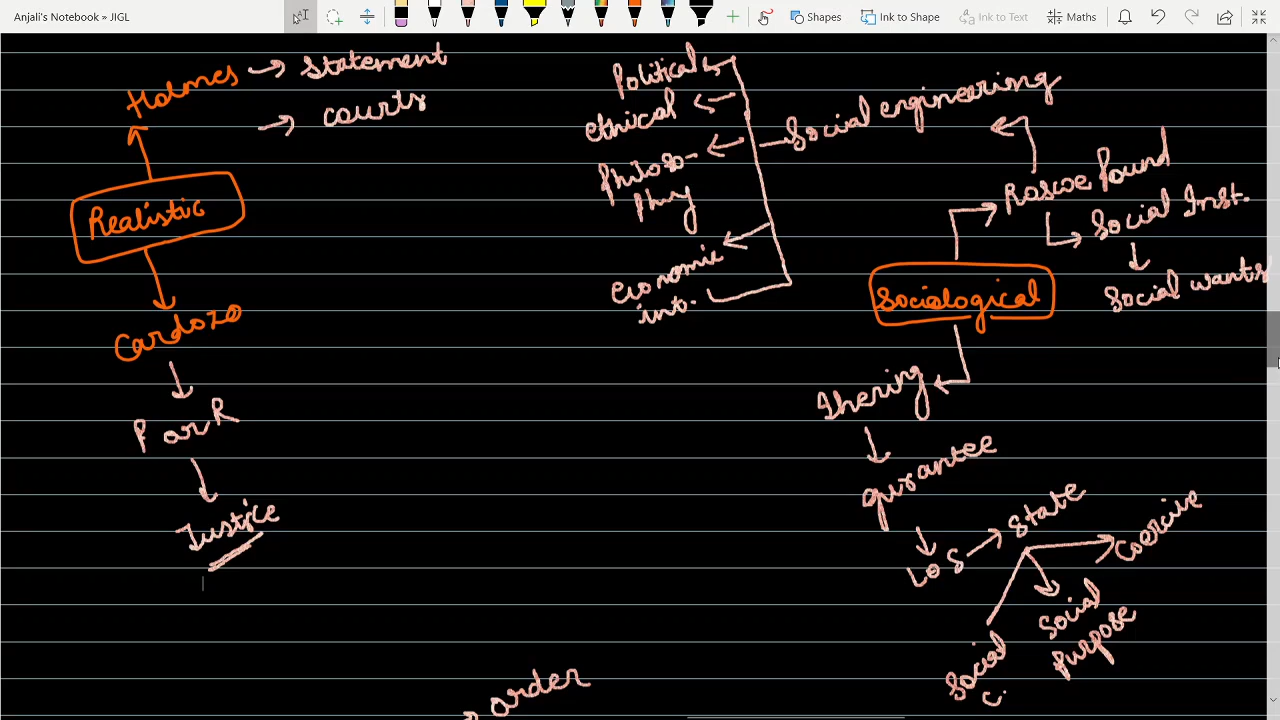 Anjali's Notebook » JIGL
Shapes
Ink to Shape
Ink to Text
Maths
Holmes → Statement
→ courts
Realistic
Cardozo
P or R
Justice
Political
ethical
Philoso-
phy
economic
int.
Social engineering
Roscoe Pound
Social Inst.
Social wants
Sociological
Ihering
gurantee
LOS → State
Coercive
Social
purpose
Social
C.
order